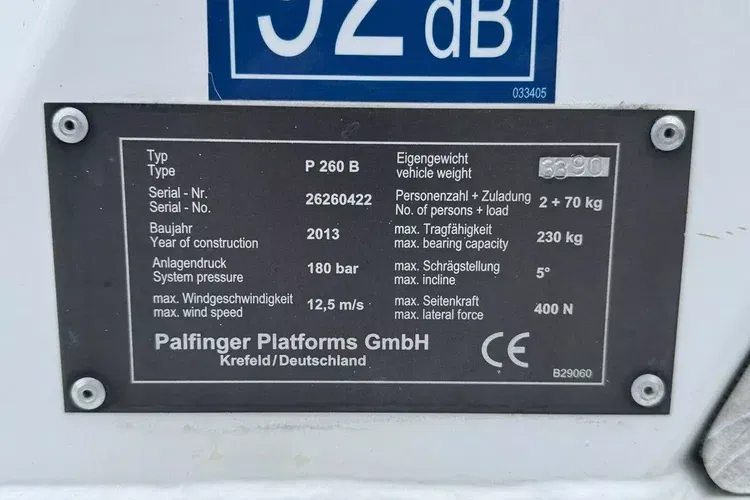 92 dB
033405
Typ
Type
P 260 B
Serial - Nr.
Serial - No.
26260422
Baujahr
Year of construction
2013
Anlagendruck
System pressure
180 bar
max. Windgeschwindigkeit
max. wind speed
12,5 m/s
Eigengewicht
vehicle weight
3390
Personenzahl + Zuladung
No. of persons + load
2 + 70 kg
max. Tragfähigkeit
max. bearing capacity
230 kg
max. Schrägstellung
max. incline
5°
max. Seitenkraft
max. lateral force
400 N
Palfinger Platforms GmbH
Krefeld/Deutschland
CE
B29060